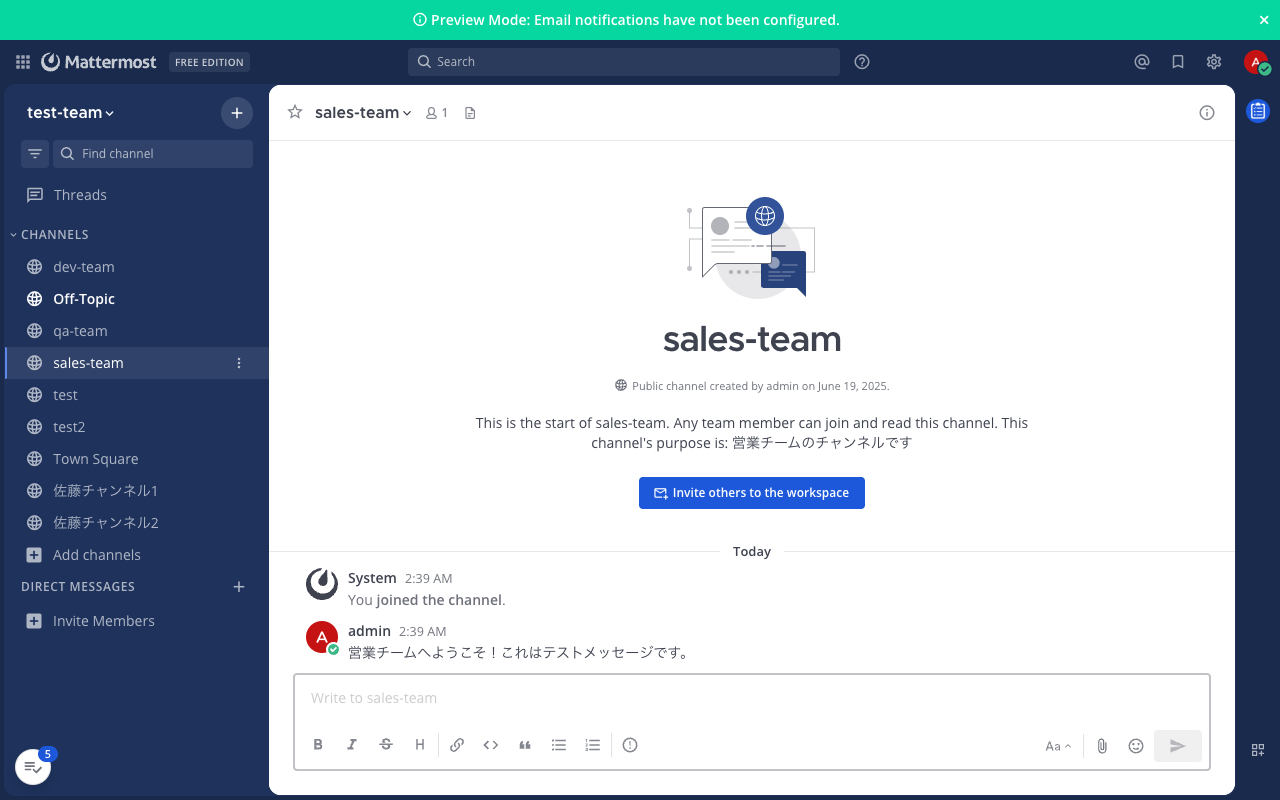 Preview Mode: Email notifications have not been configured.
Mattermost
FREE EDITION
Search
A
test-team
Find channel
Threads
CHANNELS
dev-team
Off-Topic
qa-team
sales-team
test
test2
Town Square
佐藤チャンネル1
佐藤チャンネル2
Add channels
DIRECT MESSAGES
Invite Members
5
sales-team
1
sales-team
Public channel created by admin on June 19, 2025.
This is the start of sales-team. Any team member can join and read this channel. This
channel's purpose is: 営業チームのチャンネルです
Invite others to the workspace
Today
System 2:39 AM
You joined the channel.
A
admin 2:39 AM
営業チームへようこそ！これはテストメッセージです。
Write to sales-team
B I S H
Aa